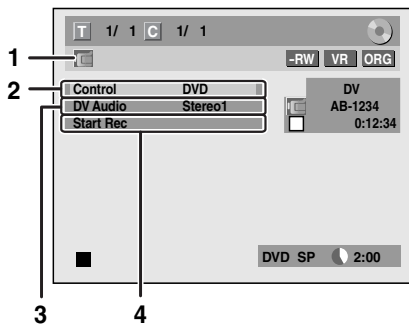 T 1/ 1 C 1/ 1
1
-RW VR ORG
2
Control DVD
DV
3
DV Audio Stereo1
AB-1234
Start Rec
0:12:34
DVD SP 2:00
3 4